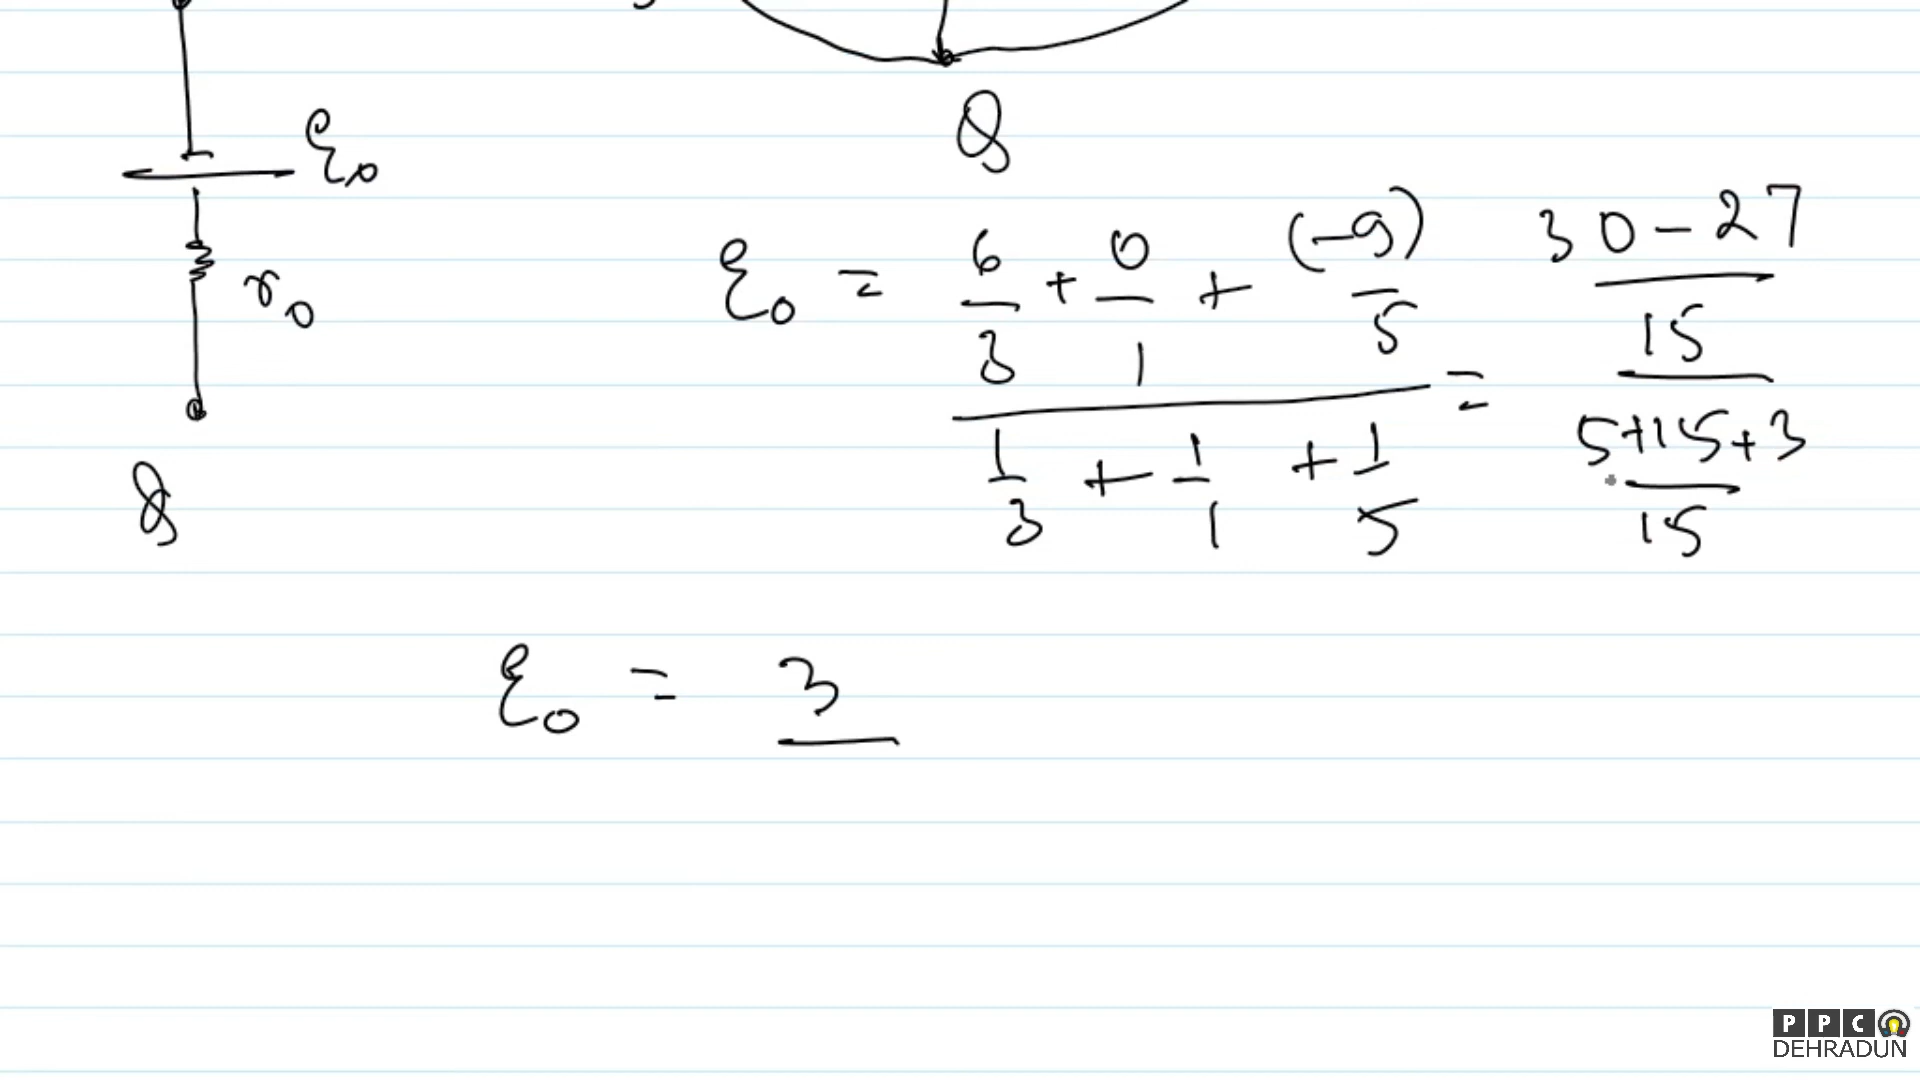 Q
ε₀
r₀
Q
ε₀ = (6/3 + 0/1 + (-9)/5) / (1/3 + 1/1 + 1/5) = ((30-27)/15) / ((5+15+3)/15)
ε₀ = 3
PPC
DEHRADUN